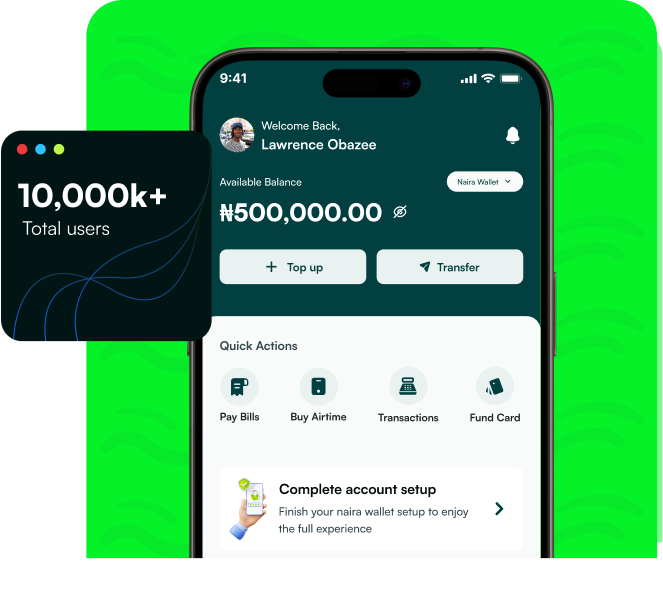 9:41
Welcome Back,
Lawrence Obazee
10,000k+
Total users
Available Balance
Naira Wallet
₦500,000.00
Top up
Transfer
Quick Actions
Pay Bills
Buy Airtime
Transactions
Fund Card
Complete account setup
Finish your naira wallet setup to enjoy
the full experience